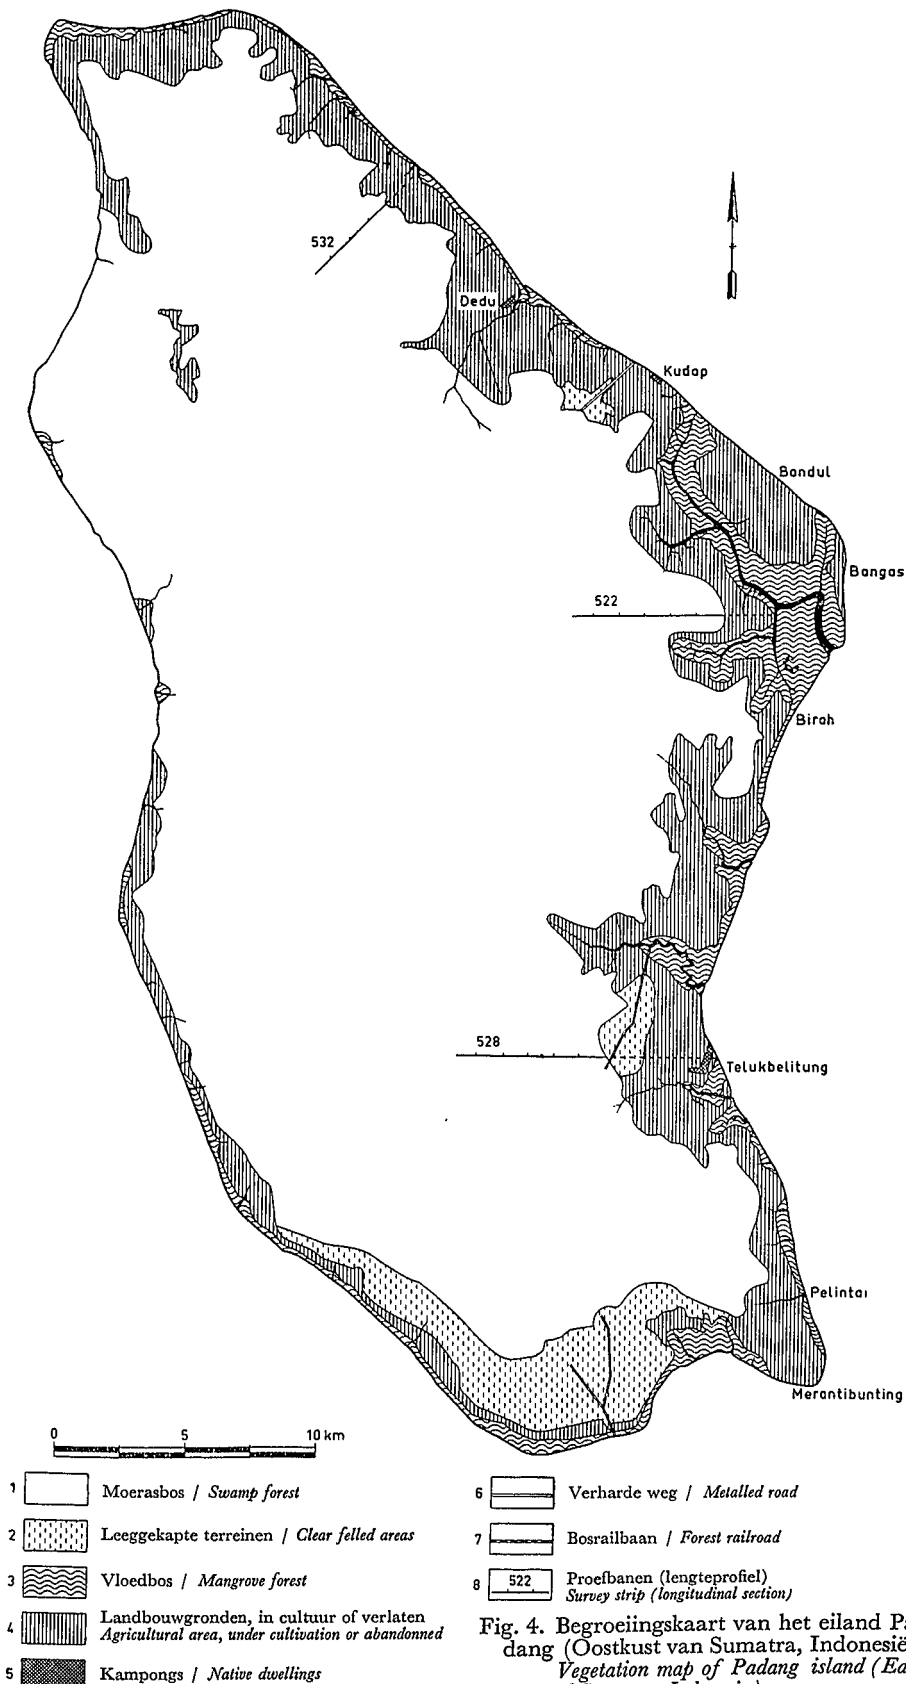 532
Dedu
Kudap
Bandul
Bangas
522
Birah
528
Telukbelitung
Pelintai
Merantibunting
0 5 10 km
1 Moerasbos / Swamp forest
2 Leeggekapte terreinen / Clear felled areas
3 Vloedbos / Mangrove forest
4 Landbouwgronden, in cultuur of verlaten
Agricultural area, under cultivation or abandonned
5 Kampongs / Native dwellings
6 Verharde weg / Metalled road
7 Bosrailbaan / Forest railroad
8 522 Proefbanen (lengteprofiel)
Survey strip (longitudinal section)
Fig. 4. Begroeiingskaart van het eiland Pa
dang (Oostkust van Sumatra, Indonesië
Vegetation map of Padang island (Ea